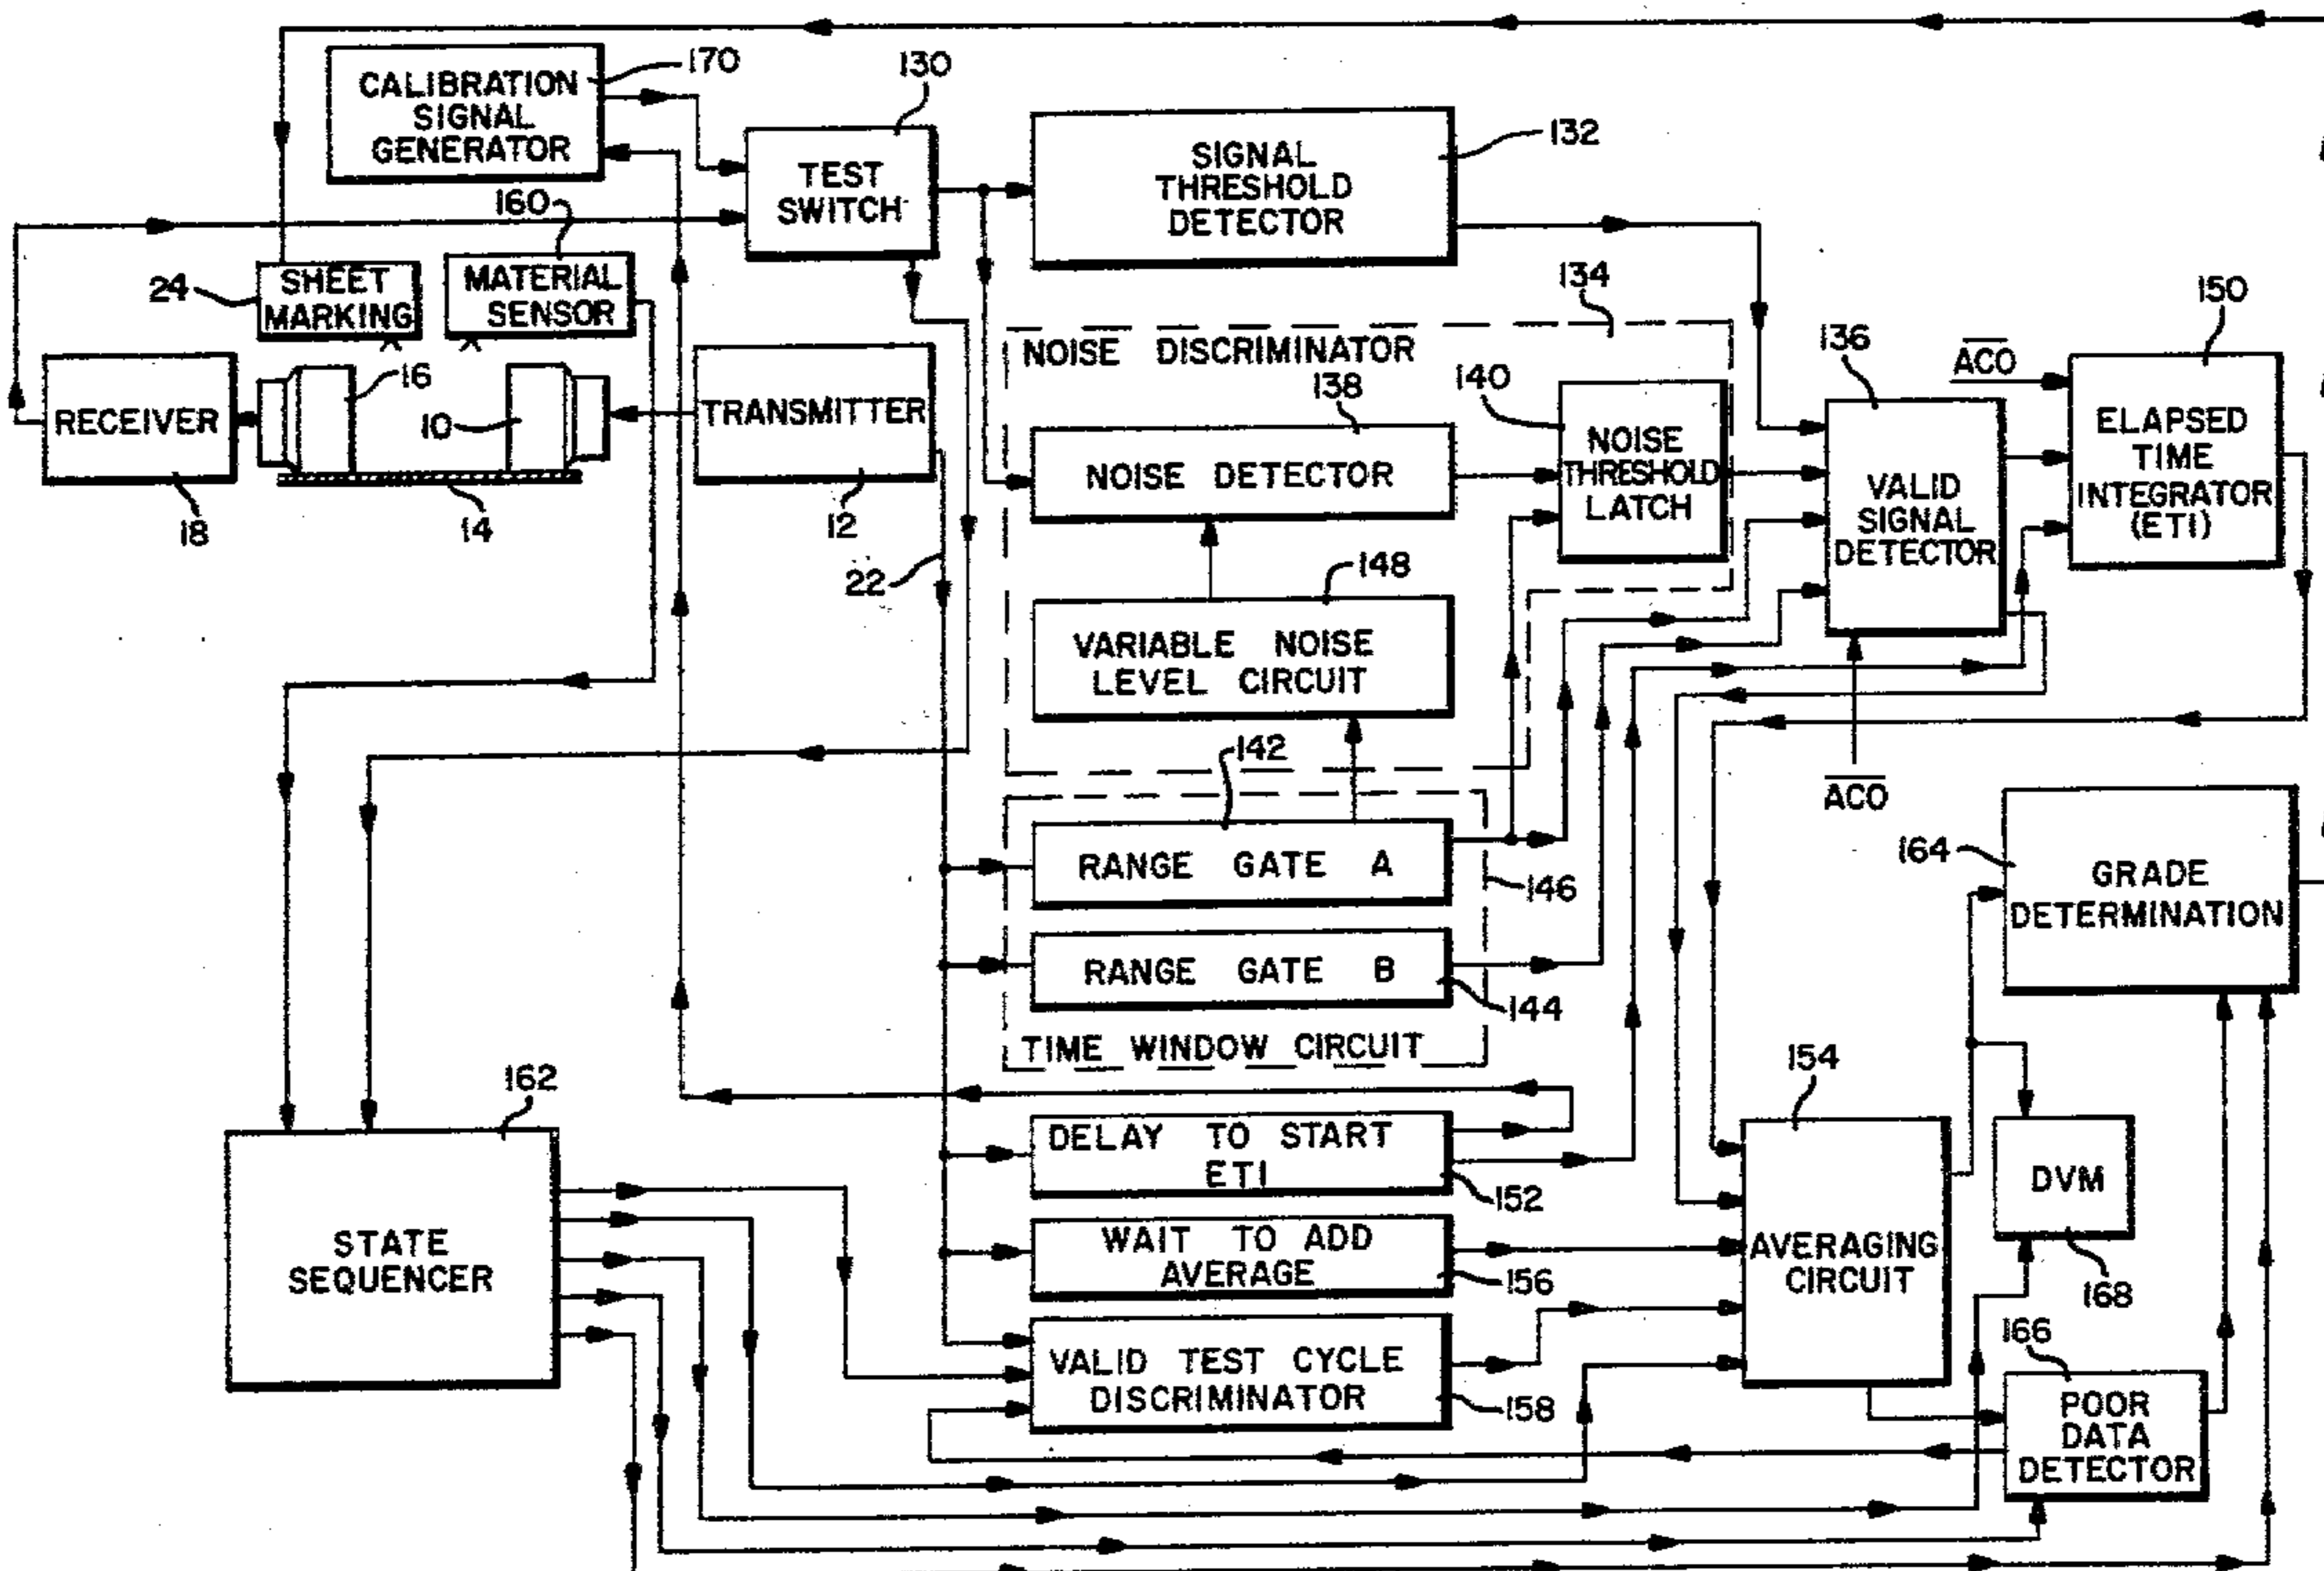 170
CALIBRATION
SIGNAL
GENERATOR
130
TEST
SWITCH
132
SIGNAL
THRESHOLD
DETECTOR
160
24
SHEET
MARKING
MATERIAL
SENSOR
134
150
136
ACO
RECEIVER
18
16
10
14
TRANSMITTER
12
22
NOISE DISCRIMINATOR
138
NOISE DETECTOR
140
NOISE
THRESHOLD
LATCH
VALID
SIGNAL
DETECTOR
ELAPSED
TIME
INTEGRATOR
(ETI)
148
VARIABLE NOISE
LEVEL CIRCUIT
ACO
142
RANGE GATE A
146
RANGE GATE B
144
TIME WINDOW CIRCUIT
164
GRADE
DETERMINATION
162
STATE
SEQUENCER
DELAY TO START
ETI
152
WAIT TO ADD
AVERAGE
156
VALID TEST CYCLE
DISCRIMINATOR
158
154
AVERAGING
CIRCUIT
DVM
168
166
POOR
DATA
DETECTOR